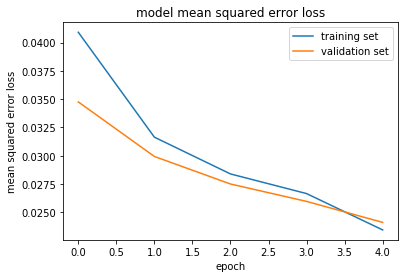 model mean squared error loss
training set
validation set
mean squared error loss
0.0400
0.0375
0.0350
0.0325
0.0300
0.0275
0.0250
0.0 0.5 1.0 1.5 2.0 2.5 3.0 3.5 4.0
epoch